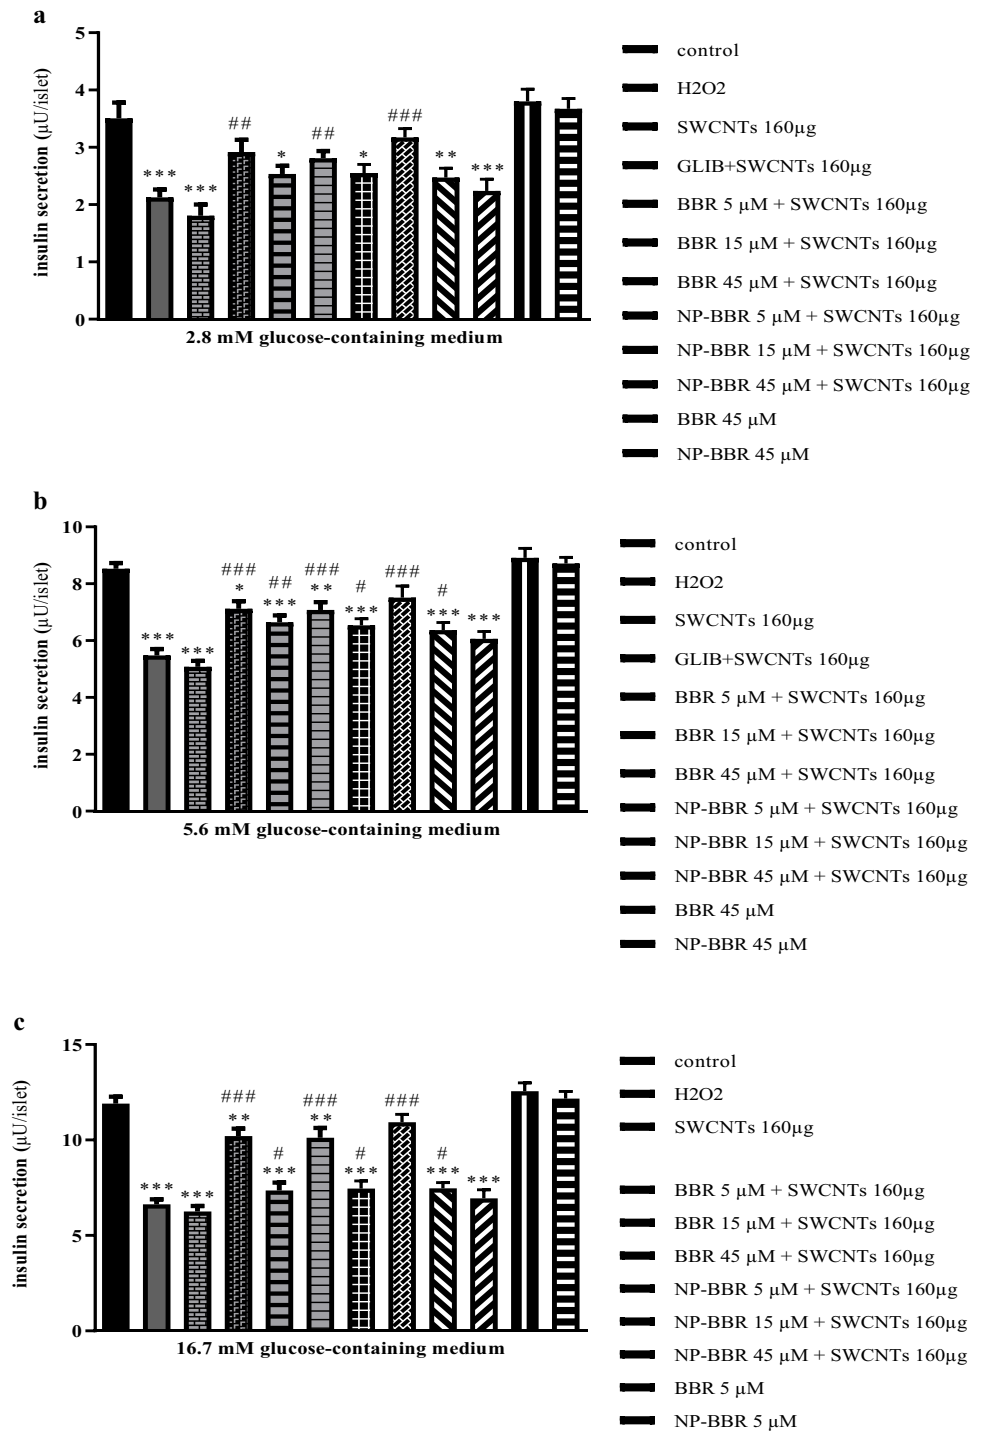 a
insulin secretion (µU/islet)
5
4
3
2
1
0
***
***
##
*
##
*
###
**
***
2.8 mM glucose-containing medium
control
H2O2
SWCNTs 160µg
GLIB+SWCNTs 160µg
BBR 5 µM + SWCNTs 160µg
BBR 15 µM + SWCNTs 160µg
BBR 45 µM + SWCNTs 160µg
NP-BBR 5 µM + SWCNTs 160µg
NP-BBR 15 µM + SWCNTs 160µg
NP-BBR 45 µM + SWCNTs 160µg
BBR 45 µM
NP-BBR 45 µM
b
insulin secretion (µU/islet)
10
8
6
4
2
0
***
***
###
*
##
***
###
**
#
***
###
#
***
***
5.6 mM glucose-containing medium
control
H2O2
SWCNTs 160µg
GLIB+SWCNTs 160µg
BBR 5 µM + SWCNTs 160µg
BBR 15 µM + SWCNTs 160µg
BBR 45 µM + SWCNTs 160µg
NP-BBR 5 µM + SWCNTs 160µg
NP-BBR 15 µM + SWCNTs 160µg
NP-BBR 45 µM + SWCNTs 160µg
BBR 45 µM
NP-BBR 45 µM
c
insulin secretion (µU/islet)
15
10
5
0
***
***
###
**
#
***
###
**
#
***
###
#
***
***
16.7 mM glucose-containing medium
control
H2O2
SWCNTs 160µg
BBR 5 µM + SWCNTs 160µg
BBR 15 µM + SWCNTs 160µg
BBR 45 µM + SWCNTs 160µg
NP-BBR 5 µM + SWCNTs 160µg
NP-BBR 15 µM + SWCNTs 160µg
NP-BBR 45 µM + SWCNTs 160µg
BBR 5 µM
NP-BBR 5 µM